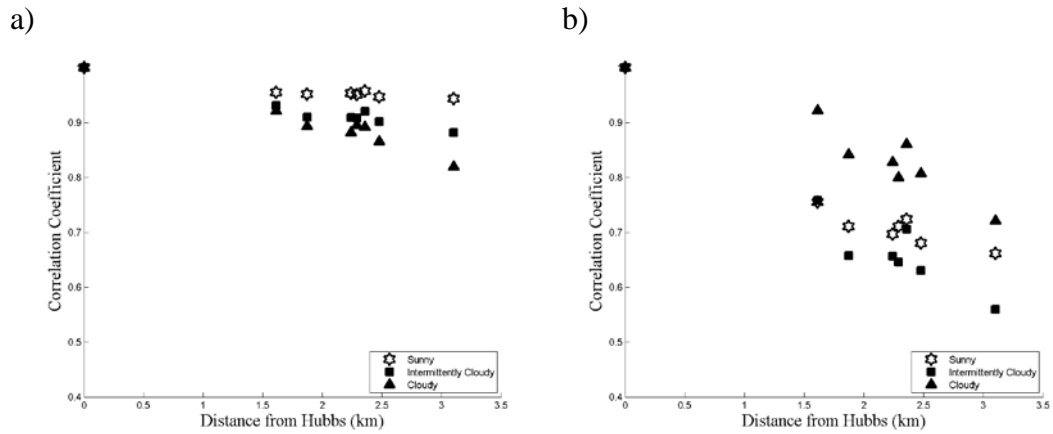 a)
b)
1
0.9
0.8
0.7
0.6
0.5
0.4
Correlation Coefficient
Sunny
Intermittently Cloudy
Cloudy
0 0.5 1 1.5 2 2.5 3 3.5
Distance from Hubbs (km)
1
0.9
0.8
0.7
0.6
0.5
0.4
Correlation Coefficient
Sunny
Intermittently Cloudy
Cloudy
0 0.5 1 1.5 2 2.5 3 3.5
Distance from Hubbs (km)